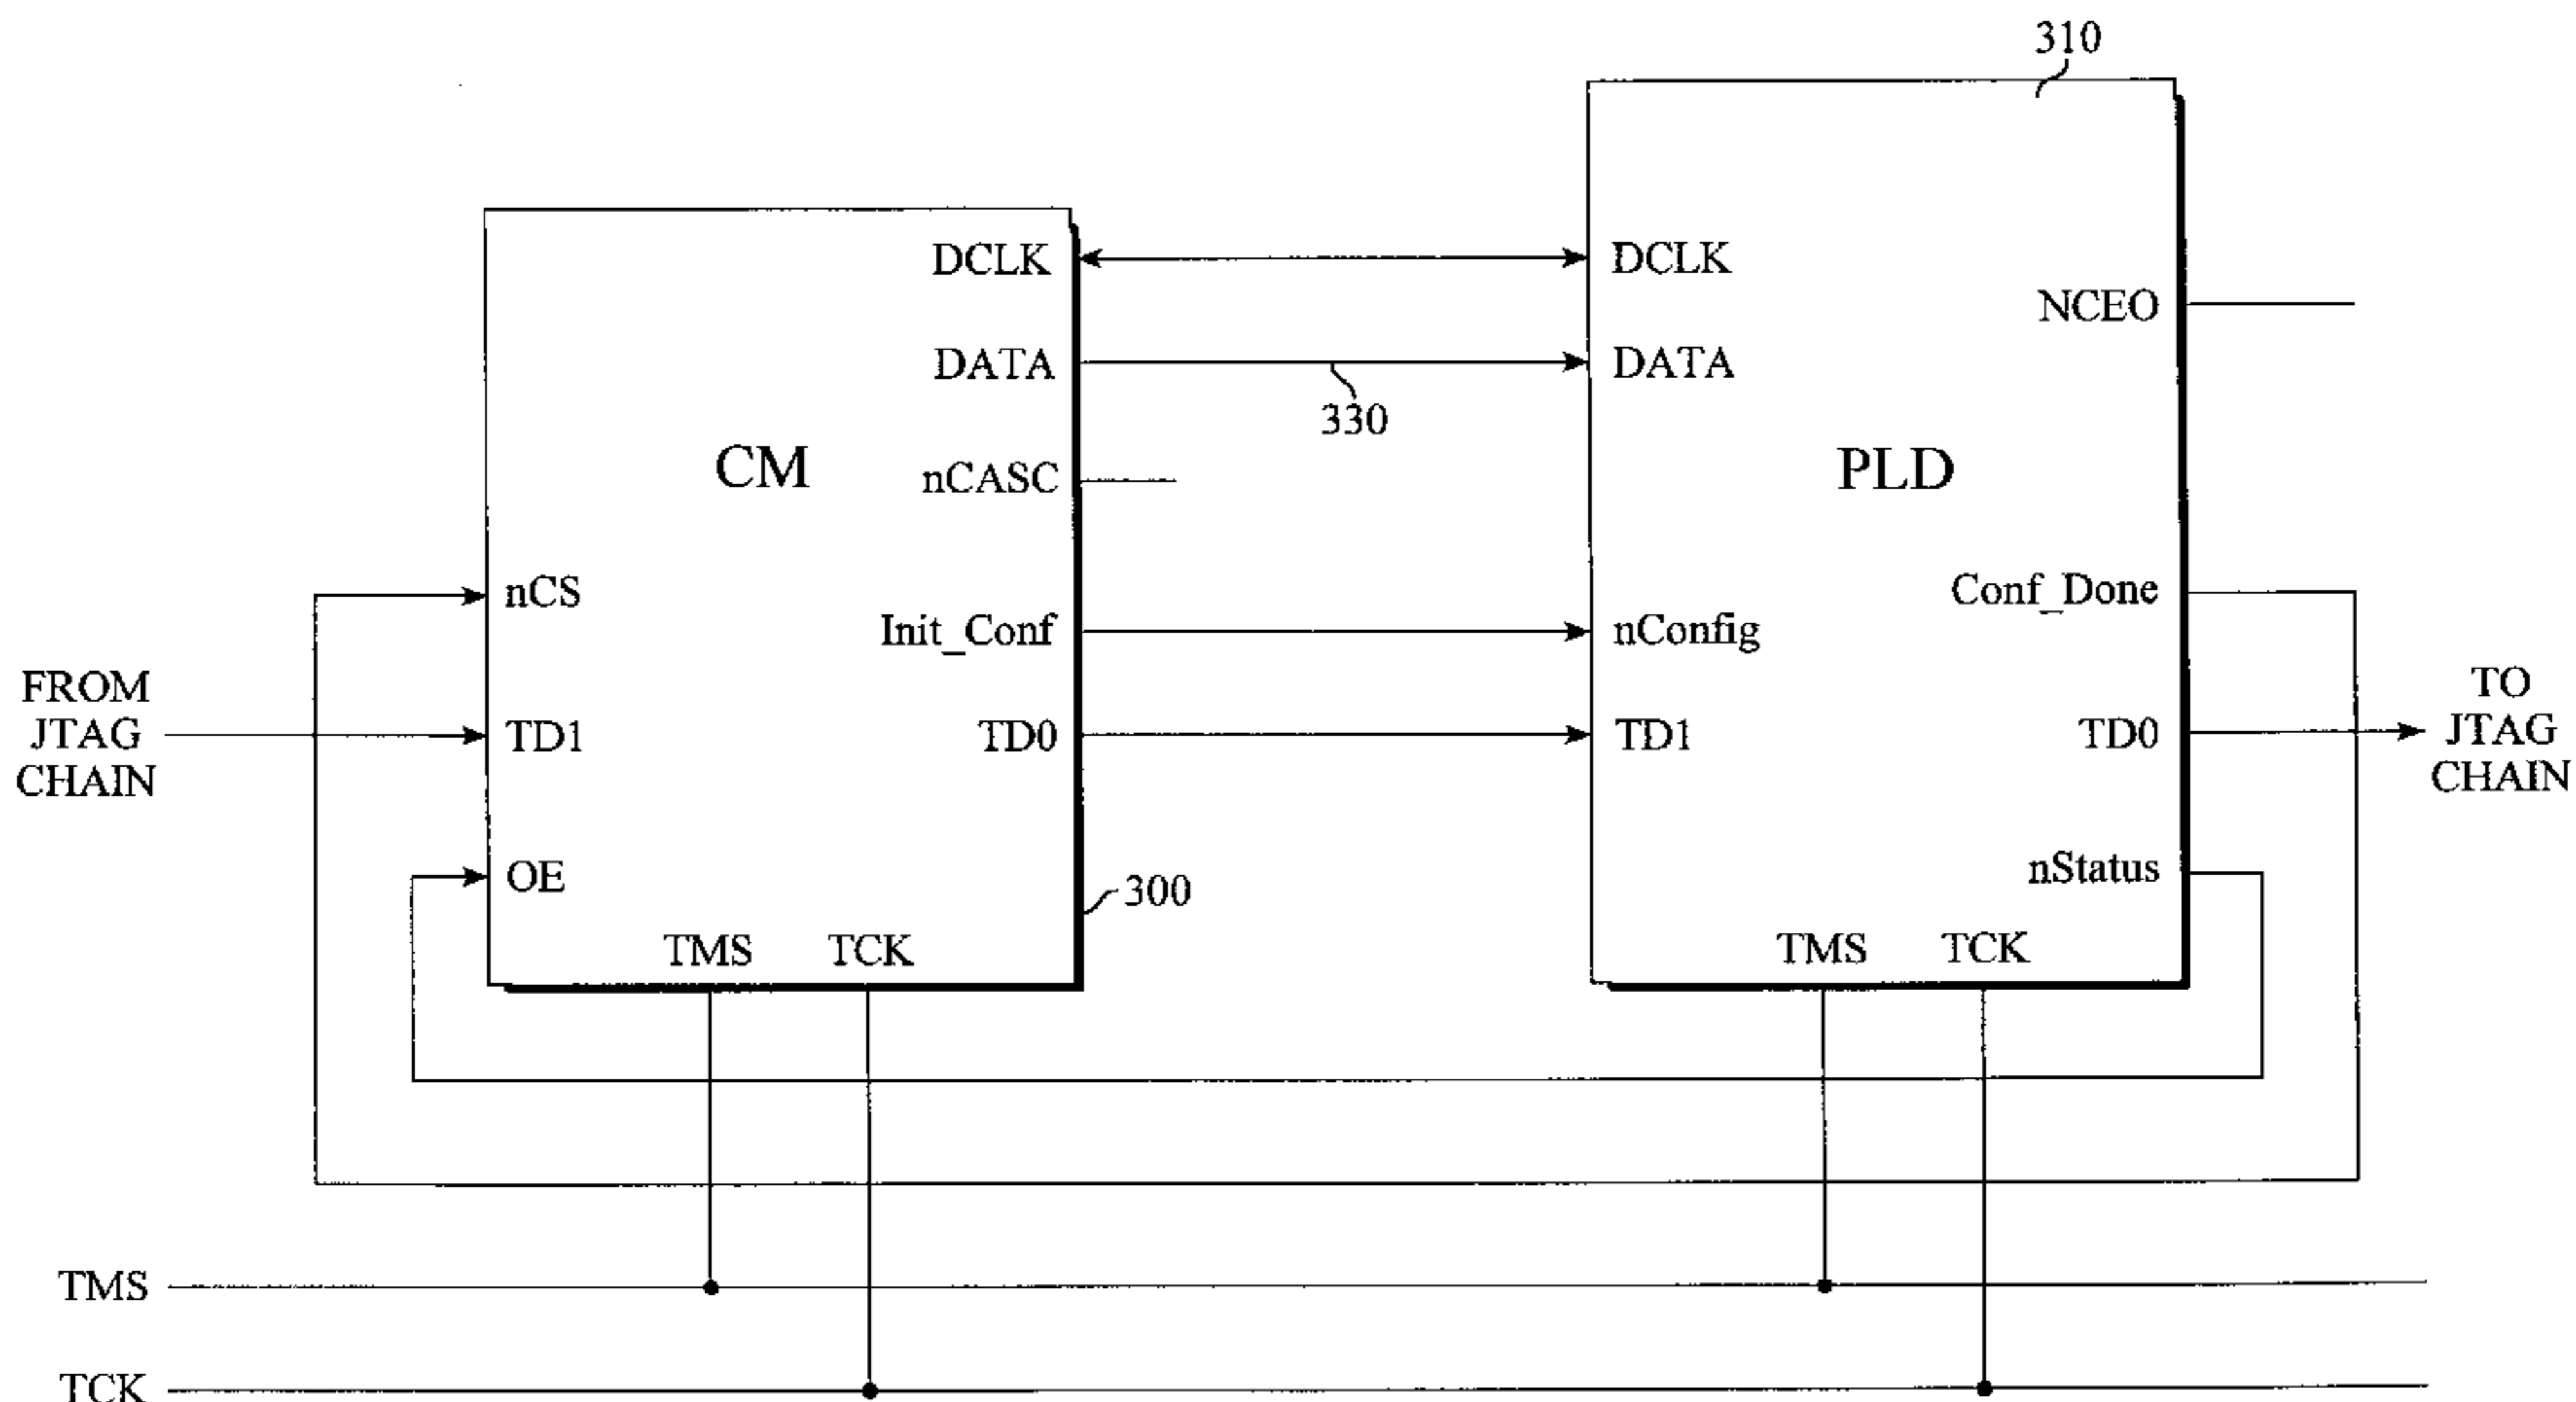 310
DCLK
DCLK
NCEO
DATA
DATA
330
CM
nCASC
PLD
nCS
Conf_Done
Init_Conf
nConfig
FROM
JTAG
CHAIN
TD1
TD0
TD1
TD0
TO
JTAG
CHAIN
OE
300
nStatus
TMS
TCK
TMS
TCK
TMS
TCK